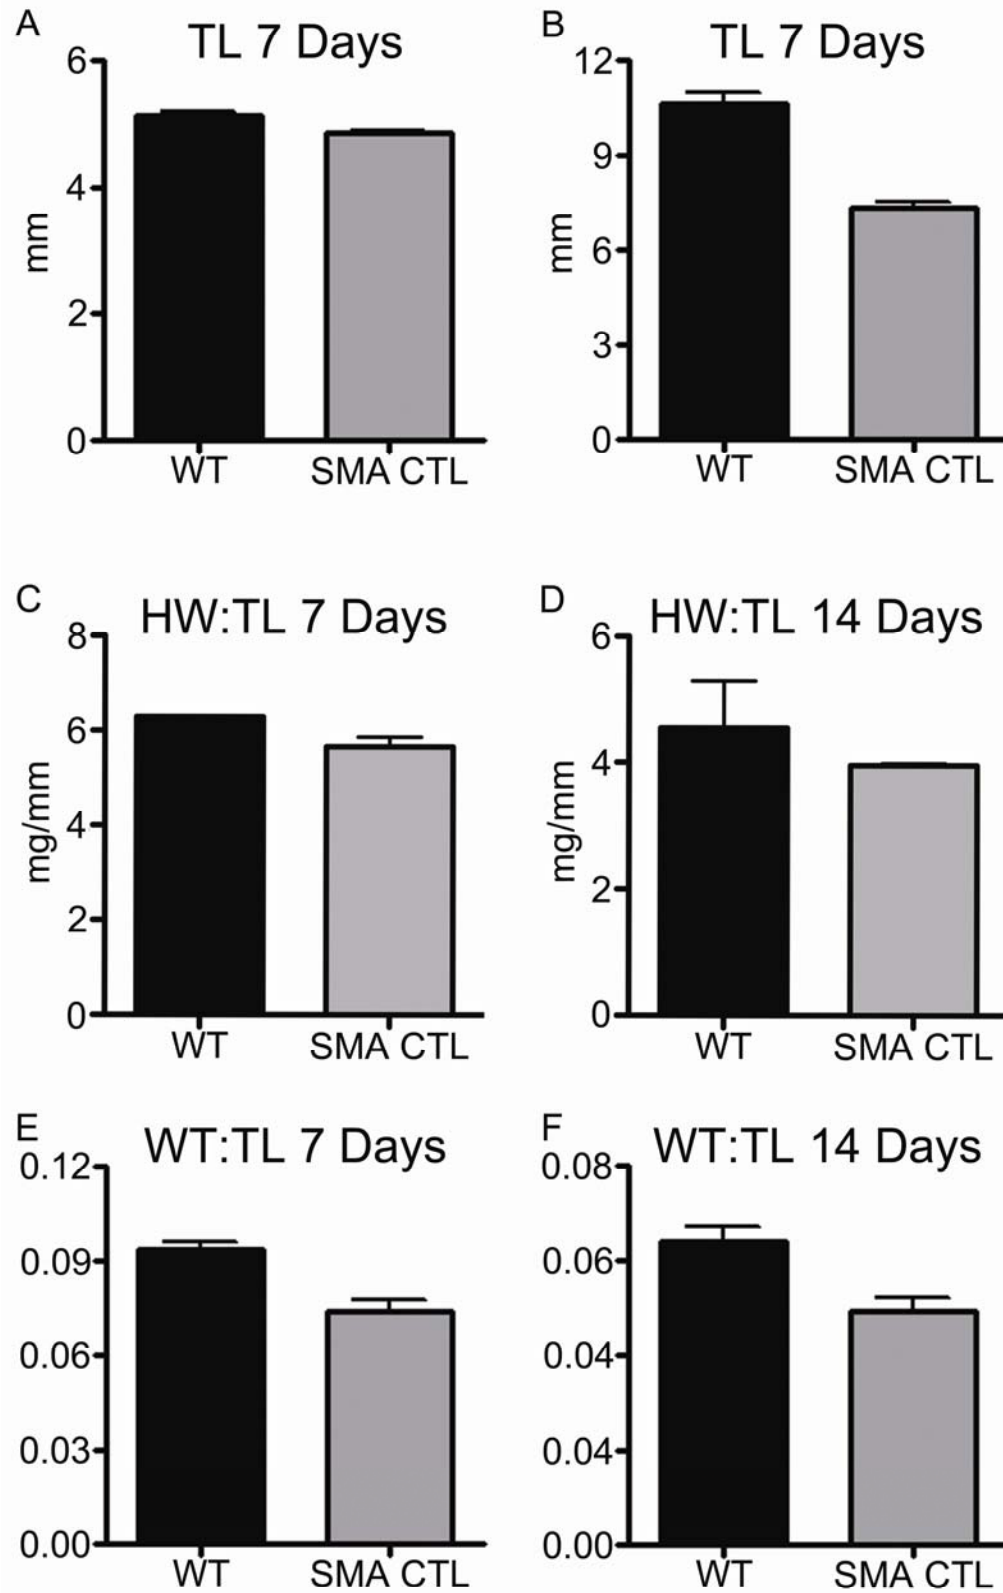 A
TL 7 Days
6
4
2
0
mm
WT
SMA CTL
B
TL 7 Days
12
9
6
3
0
mm
WT
SMA CTL
C
HW:TL 7 Days
8
6
4
2
0
mg/mm
WT
SMA CTL
D
HW:TL 14 Days
6
4
2
0
mg/mm
WT
SMA CTL
E
WT:TL 7 Days
0.12
0.09
0.06
0.03
0.00
WT
SMA CTL
F
WT:TL 14 Days
0.08
0.06
0.04
0.04
0.00
WT
SMA CTL